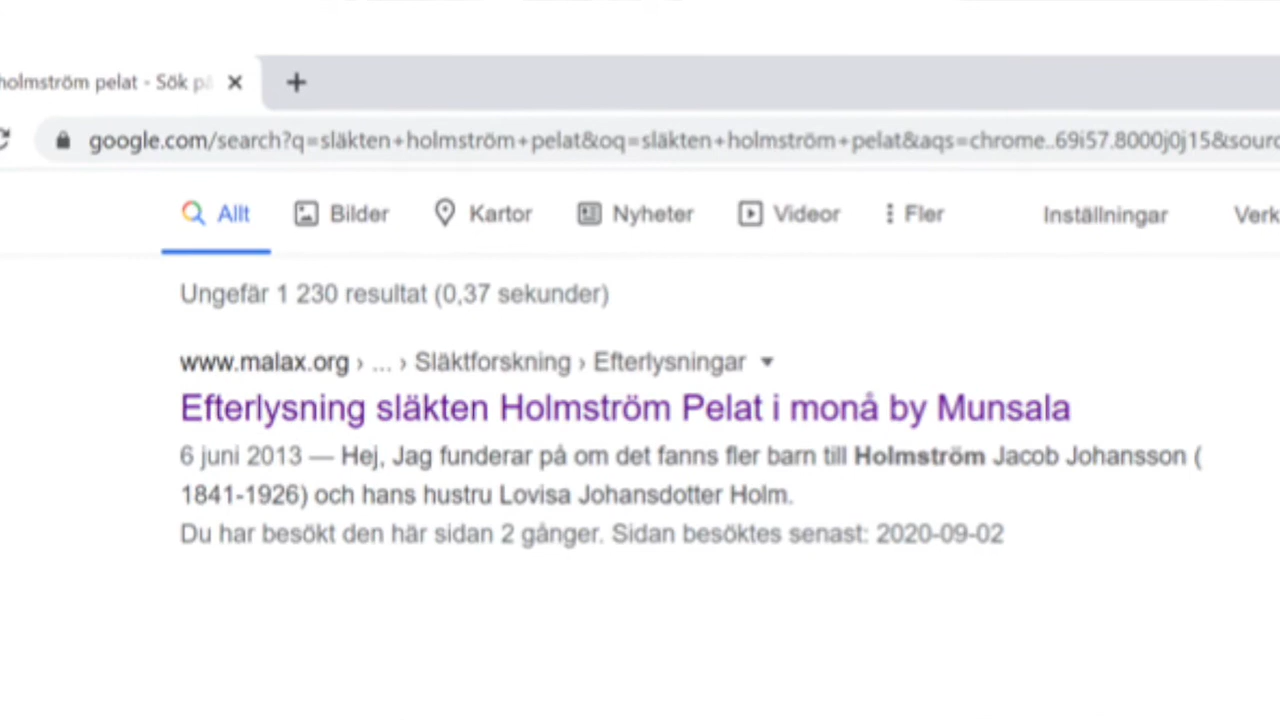 holmström pelat - Sök på
google.com/search?q=släkten+holmström+pelat&oq=släkten+holmström+pelat&aqs=chrome..69i57.8000j0j15&sourc
Allt Bilder Kartor Nyheter Videor Fler Inställningar Verk
Ungefär 1 230 resultat (0,37 sekunder)
www.malax.org › ... › Släktforskning › Efterlysningar
Efterlysning släkten Holmström Pelat i monå by Munsala
6 juni 2013 — Hej, Jag funderar på om det fanns fler barn till Holmström Jacob Johansson (
1841-1926) och hans hustru Lovisa Johansdotter Holm.
Du har besökt den här sidan 2 gånger. Sidan besöktes senast: 2020-09-02